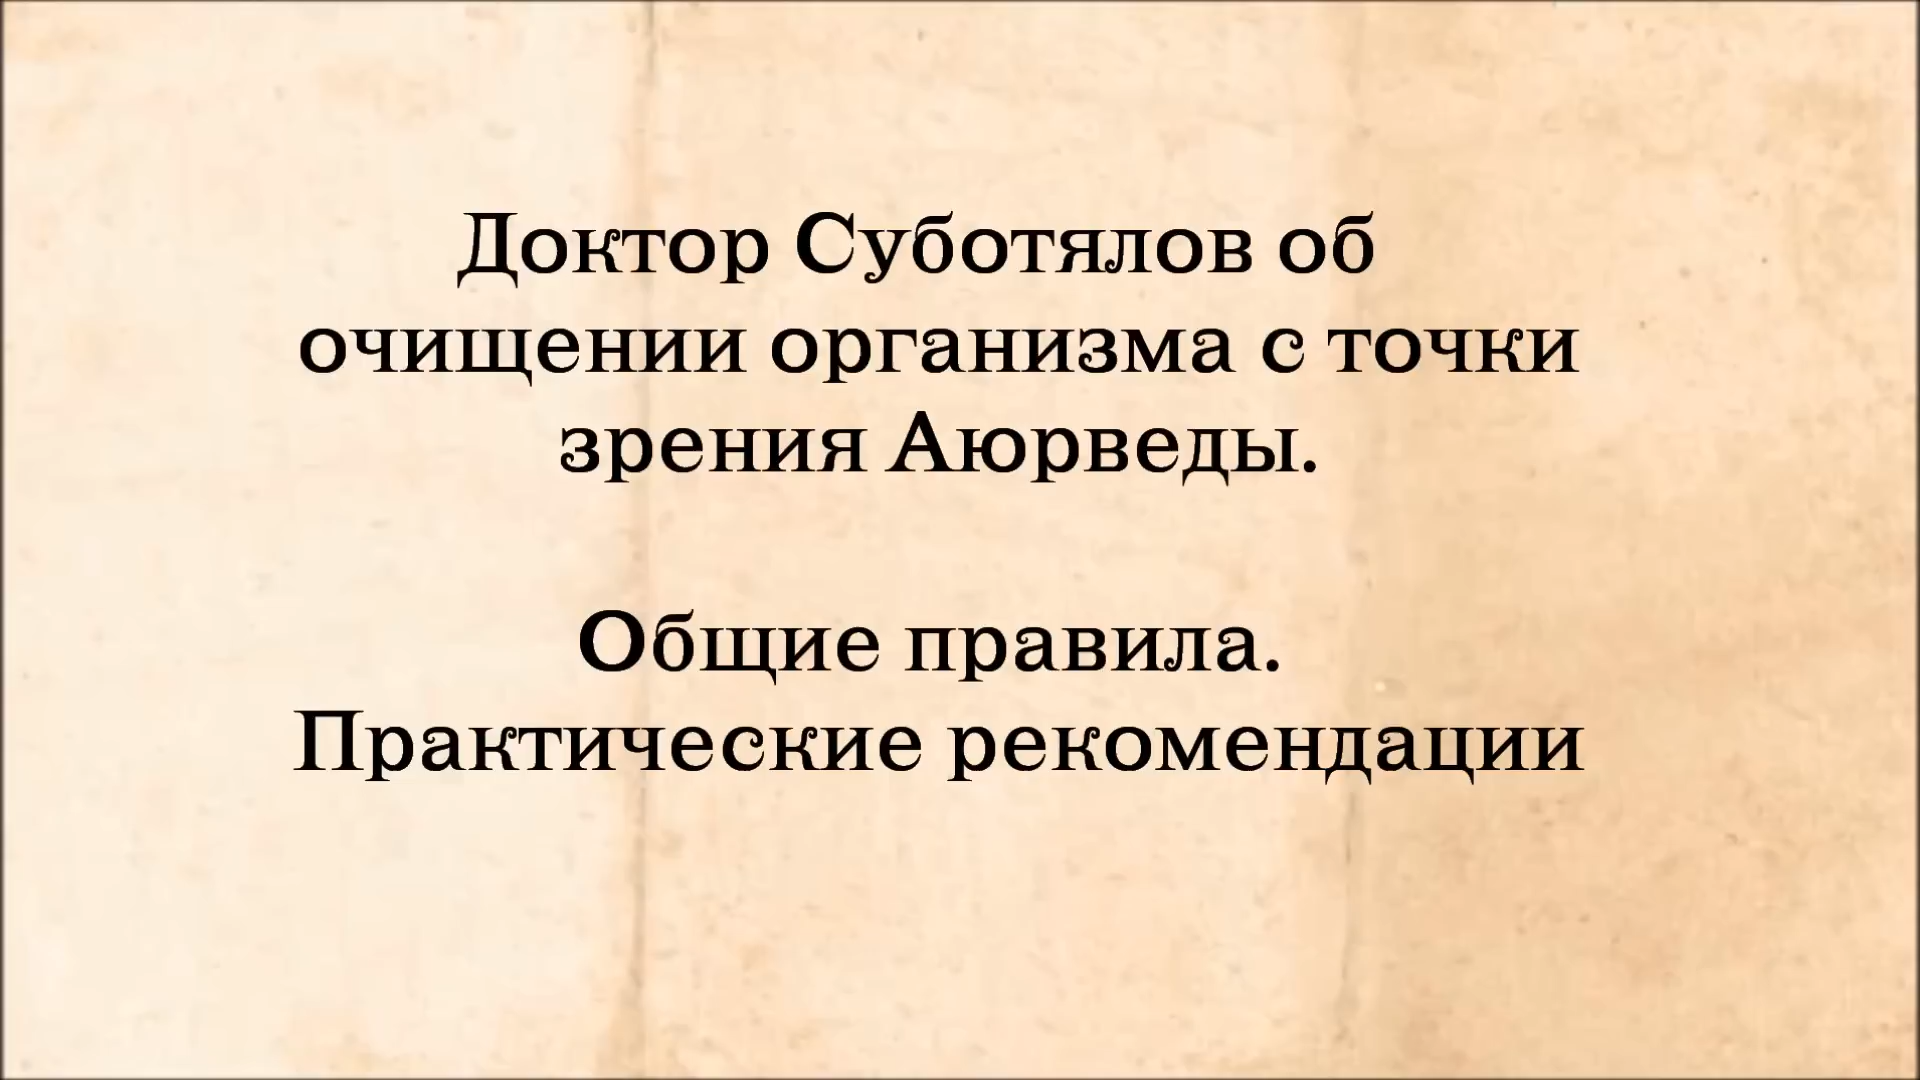 Доктор Суботялов об
очищении организма с точки
зрения Аюрведы.
Общие правила.
Практические рекомендации